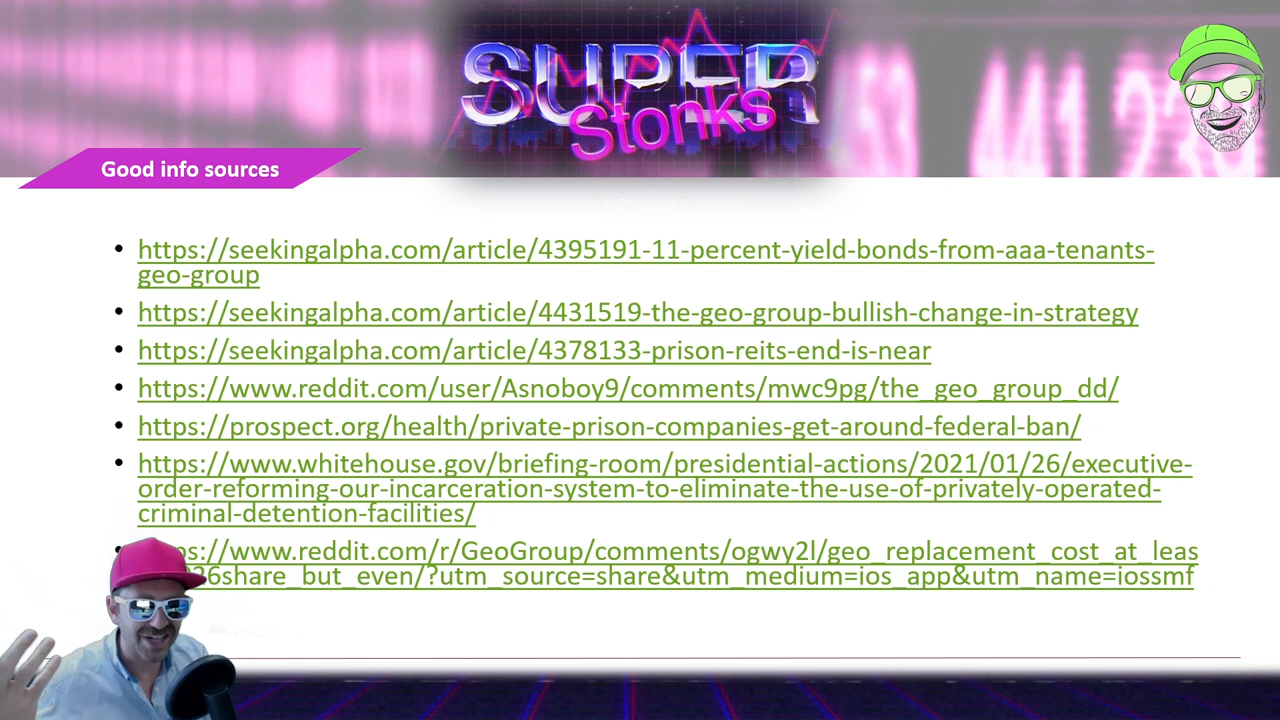 SUPER
Stonks
441 23
Good info sources
• https://seekingalpha.com/article/4395191-11-percent-yield-bonds-from-aaa-tenants-
geo-group
• https://seekingalpha.com/article/4431519-the-geo-group-bullish-change-in-strategy
• https://seekingalpha.com/article/4378133-prison-reits-end-is-near
• https://www.reddit.com/user/Asnoboy9/comments/mwc9pg/the_geo_group_dd/
• https://prospect.org/health/private-prison-companies-get-around-federal-ban/
• https://www.whitehouse.gov/briefing-room/presidential-actions/2021/01/26/executive-
order-reforming-our-incarceration-system-to-eliminate-the-use-of-privately-operated-
criminal-detention-facilities/
ps://www.reddit.com/r/GeoGroup/comments/ogwy2l/geo_replacement_cost_at_leas
26share_but_even/?utm_source=share&utm_medium=ios_app&utm_name=iossmf